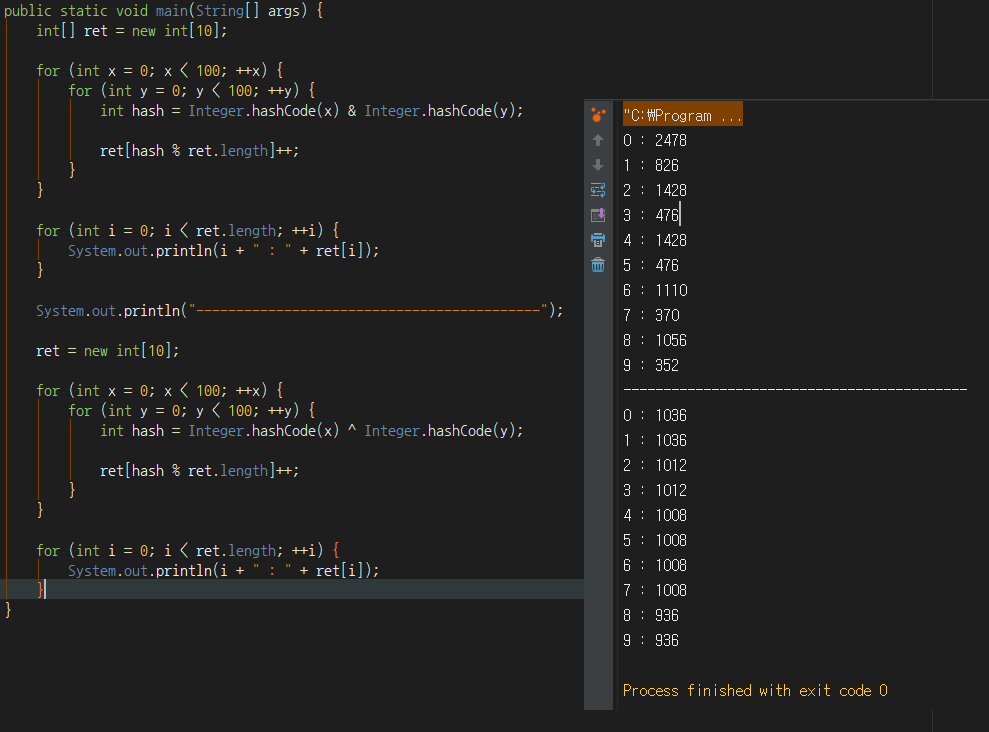 public static void main(String[] args) {
int[] ret = new int[10];
for (int x = 0; x < 100; ++x) {
for (int y = 0; y < 100; ++y) {
int hash = Integer.hashCode(x) & Integer.hashCode(y);
ret[hash % ret.length]++;
}
}
for (int i = 0; i < ret.length; ++i) {
System.out.println(i + " : " + ret[i]);
}
System.out.println("-------------------------------------------");
ret = new int[10];
for (int x = 0; x < 100; ++x) {
for (int y = 0; y < 100; ++y) {
int hash = Integer.hashCode(x) ^ Integer.hashCode(y);
ret[hash % ret.length]++;
}
}
for (int i = 0; i < ret.length; ++i) {
System.out.println(i + " : " + ret[i]);
}
}
"C:₩Program ...
0 : 2478
1 : 826
2 : 1428
3 : 476
4 : 1428
5 : 476
6 : 1110
7 : 370
8 : 1056
9 : 352
-------------------------------------------
0 : 1036
1 : 1036
2 : 1012
3 : 1012
4 : 1008
5 : 1008
6 : 1008
7 : 1008
8 : 936
9 : 936
Process finished with exit code 0